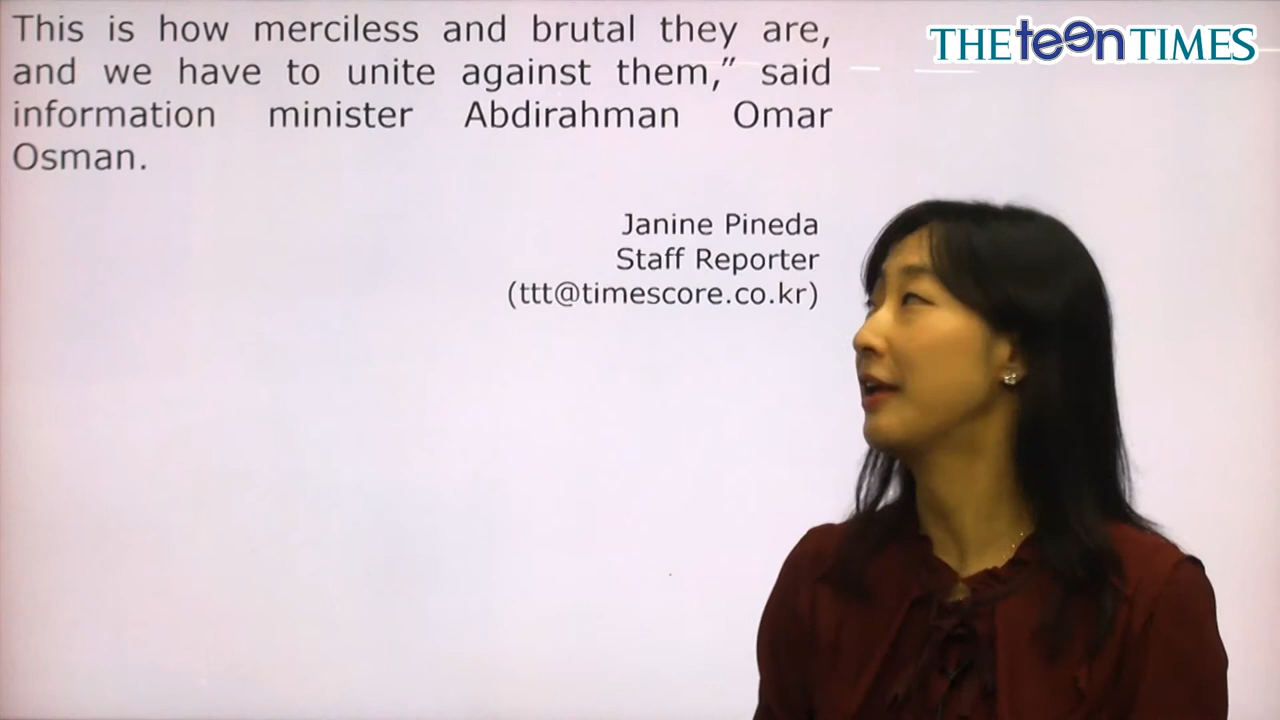 This is how merciless and brutal they are,
and we have to unite against them,” said
information minister Abdirahman Omar
Osman.
Janine Pineda
Staff Reporter
(ttt@timescore.co.kr)
THE teen TIMES